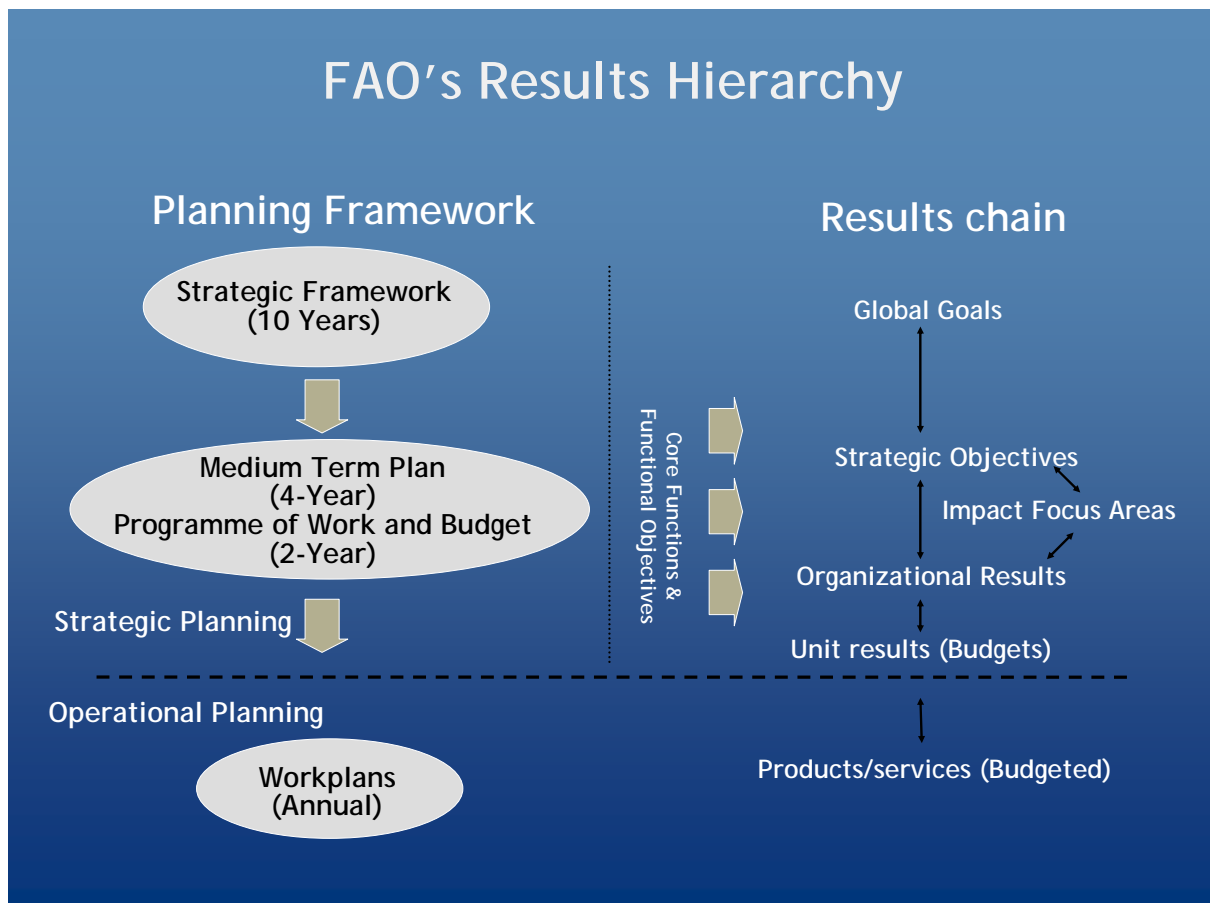 FAO's Results Hierarchy
Planning Framework
Strategic Framework
(10 Years)
Medium Term Plan
(4-Year)
Programme of Work and Budget
(2-Year)
Strategic Planning
Operational Planning
Workplans
(Annual)
Core Functions &
Functional Objectives
Results chain
Global Goals
Strategic Objectives
Impact Focus Areas
Organizational Results
Unit results (Budgets)
Products/services (Budgeted)